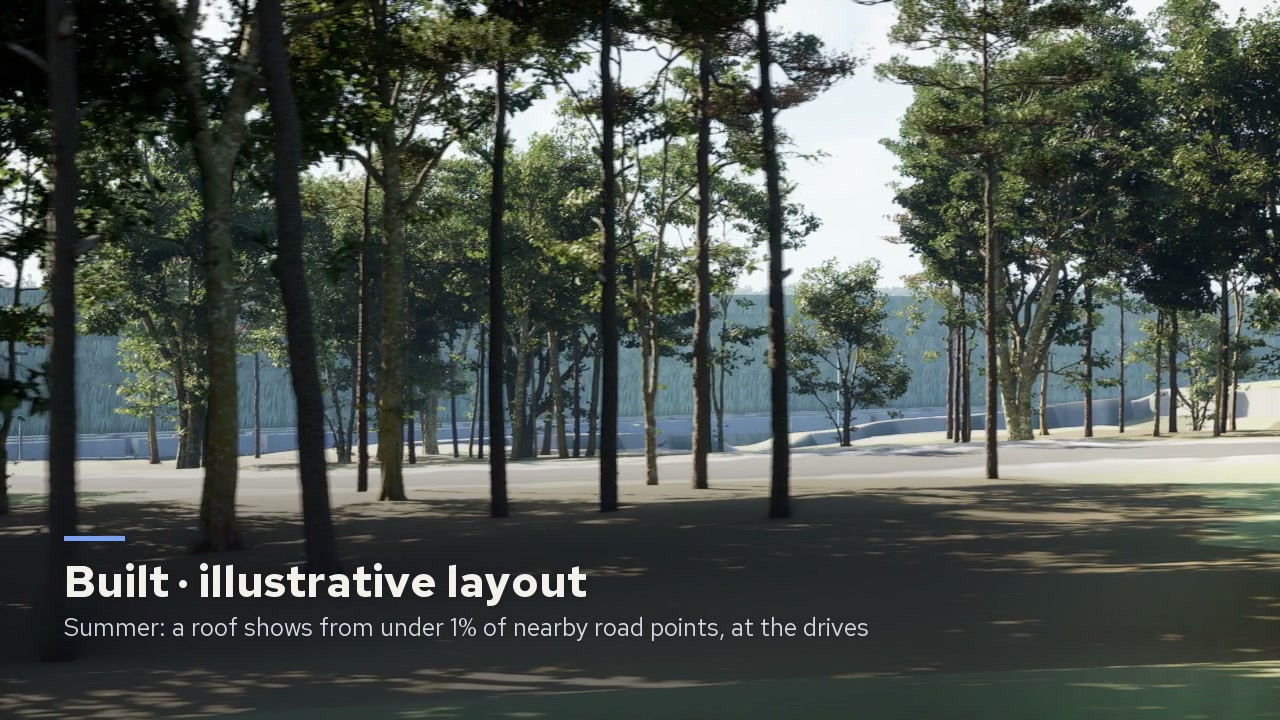 Built · illustrative layout
Summer: a roof shows from under 1% of nearby road points, at the drives